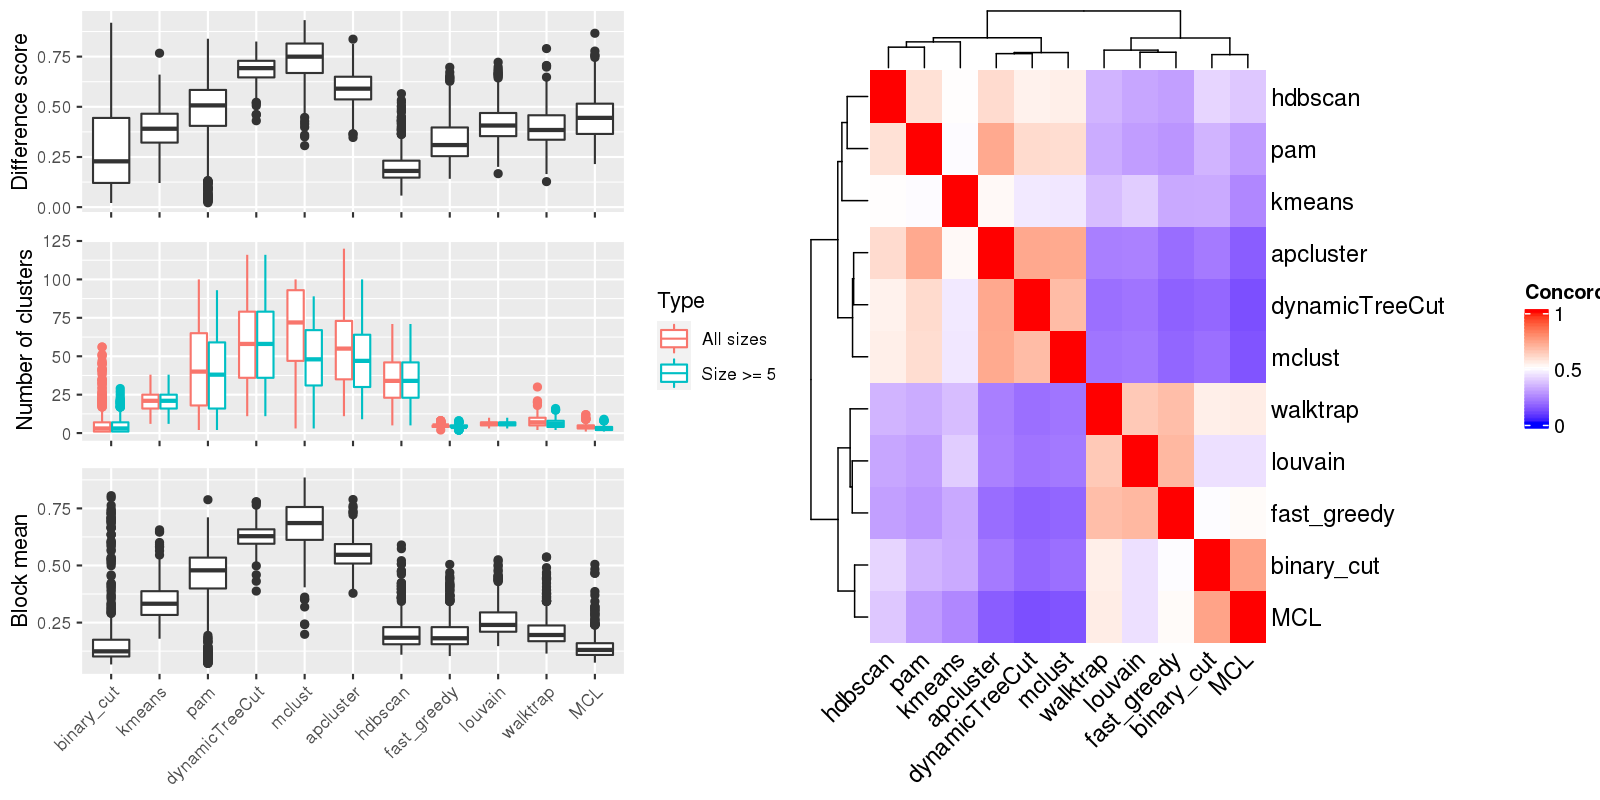 Difference score
0.75
0.50
0.25
0.00
Number of clusters
125
100
75
50
25
0
Block mean
0.75
0.50
0.25
binary_cut
kmeans
pam
dynamicTreeCut
mclust
apcluster
hdbscan
fast_greedy
louvain
walktrap
MCL
Type
All sizes
Size >= 5
hdbscan
pam
kmeans
apcluster
dynamicTreeCut
mclust
walktrap
louvain
fast_greedy
binary_cut
MCL
hdbscan
pam
kmeans
apcluster
dynamicTreeCut
mclust
walktrap
louvain
fast_greedy
binary_cut
MCL
Concor
1
0.5
0